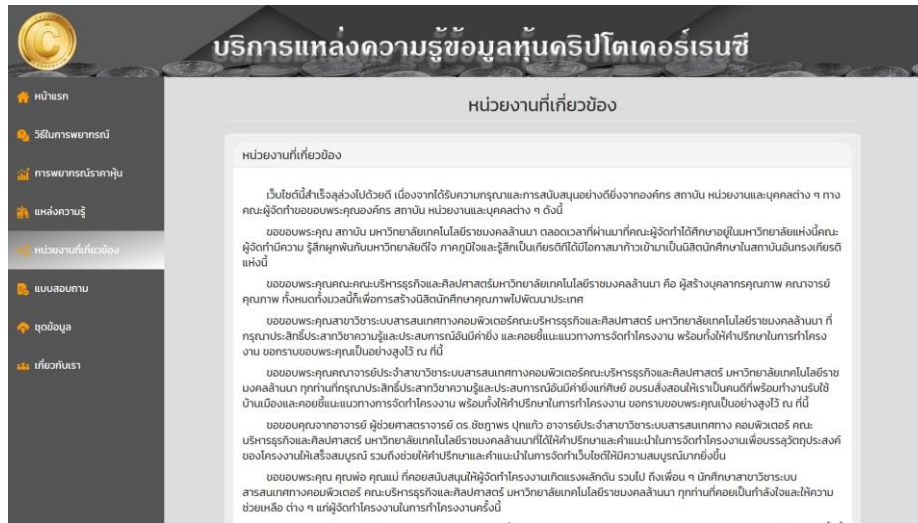 บริการแหล่งความรู้ข้อมูลหุ้นคริปโตเคอร์เรนซี
หน้าแรก
วิธีในการพยากรณ์
การพยากรณ์ราคาหุ้น
แหล่งความรู้
หน่วยงานที่เกี่ยวข้อง
แบบสอบถาม
ชุดข้อมูล
เกี่ยวกับเรา
หน่วยงานที่เกี่ยวข้อง
หน่วยงานที่เกี่ยวข้อง
เว็บไซต์นี้สำเร็จลุล่วงไปด้วยดี เนื่องจากได้รับความกรุณาและการสนับสนุนอย่างดียิ่งจากองค์กร สถาบัน หน่วยงานและบุคคลต่าง ๆ ทาง
คณะผู้จัดทำขอขอบพระคุณองค์กร สถาบัน หน่วยงานและบุคคลต่าง ๆ ดังนี้
ขอขอบพระคุณ สถาบัน มหาวิทยาลัยเทคโนโลยีราชมงคลล้านนา ตลอดเวลาที่ผ่านมาที่คณะผู้จัดทำได้ศึกษาอยู่ในมหาวิทยาลัยแห่งนี้คณะ
ผู้จัดทำมีความ รู้สึกผูกพันกับมหาวิทยาลัยดีใจ ภาคภูมิใจและรู้สึกเป็นเกียรติที่ได้มีโอกาสมาก้าวเข้ามาเป็นนิสิตนักศึกษาในสถาบันอันทรงเกียรติ
แห่งนี้
ขอขอบพระคุณคณะคณะบริหารธุรกิจและศิลปศาสตร์มหาวิทยาลัยเทคโนโลยีราชมงคลล้านนา คือ ผู้สร้างบุคลากรคุณภาพ คณาจารย์
คุณภาพ ทั้งหมดทั้งมวลนี้ก็เพื่อการสร้างนิสิตนักศึกษาคุณภาพไปพัฒนาประเทศ
ขอขอบพระคุณสาขาวิชาระบบสารสนเทศทางคอมพิวเตอร์คณะบริหารธุรกิจและศิลปศาสตร์ มหาวิทยาลัยเทคโนโลยีราชมงคลล้านนา ที่
กรุณาประสิทธิ์ประสาทวิชาความรู้และประสบการณ์อันมีค่ายิ่ง และคอยชี้แนะแนวทางการจัดทำโครงงาน พร้อมทั้งให้คำปรึกษาในการทำโครง
งาน ขอกราบขอบพระคุณเป็นอย่างสูงไว้ ณ ที่นี้
ขอขอบพระคุณคณาจารย์ประจำสาขาวิชาระบบสารสนเทศทางคอมพิวเตอร์คณะบริหารธุรกิจและศิลปศาสตร์ มหาวิทยาลัยเทคโนโลยีราช
มงคลล้านนา ทุกท่านที่กรุณาประสิทธิ์ประสาทวิชาความรู้และประสบการณ์อันมีค่ายิ่งแก่ศิษย์ อบรมสั่งสอนให้เราเป็นคนดีที่พร้อมทำงานรับใช้
บ้านเมืองและคอยชี้แนะแนวทางการจัดทำโครงงาน พร้อมทั้งให้คำปรึกษาในการทำโครงงาน ขอกราบขอบพระคุณเป็นอย่างสูงไว้ ณ ที่นี้
ขอบคุณจากอาจารย์ ผู้ช่วยศาสตราจารย์ ดร.ชัชฎาพร ปุกแก้ว อาจารย์ประจำสาขาวิชาระบบสารสนเทศทาง คอมพิวเตอร์ คณะ
บริหารธุรกิจและศิลปศาสตร์ มหาวิทยาลัยเทคโนโลยีราชมงคลล้านนาที่ได้ให้คำปรึกษาและคำแนะนำในการจัดทำโครงงานเพื่อบรรลุวัตถุประสงค์
ของโครงงานให้เสร็จสมบูรณ์ รวมถึงช่วยให้คำปรึกษาและคำแนะนำในการจัดทำเว็บไซต์ให้มีความสมบูรณ์มากยิ่งขึ้น
ขอขอบพระคุณ คุณพ่อ คุณแม่ ที่คอยสนับสนุนให้ผู้จัดทำโครงงานเกิดแรงผลักดัน รวมไป ถึงเพื่อน ๆ นักศึกษาสาขาวิชาระบบ
สารสนเทศทางคอมพิวเตอร์ คณะบริหารธุรกิจและศิลปศาสตร์ มหาวิทยาลัยเทคโนโลยีราชมงคลล้านนา ทุกท่านที่คอยเป็นกำลังใจและให้ความ
ช่วยเหลือ ต่าง ๆ แก่ผู้จัดทำโครงงานในการทำโครงงานครั้งนี้